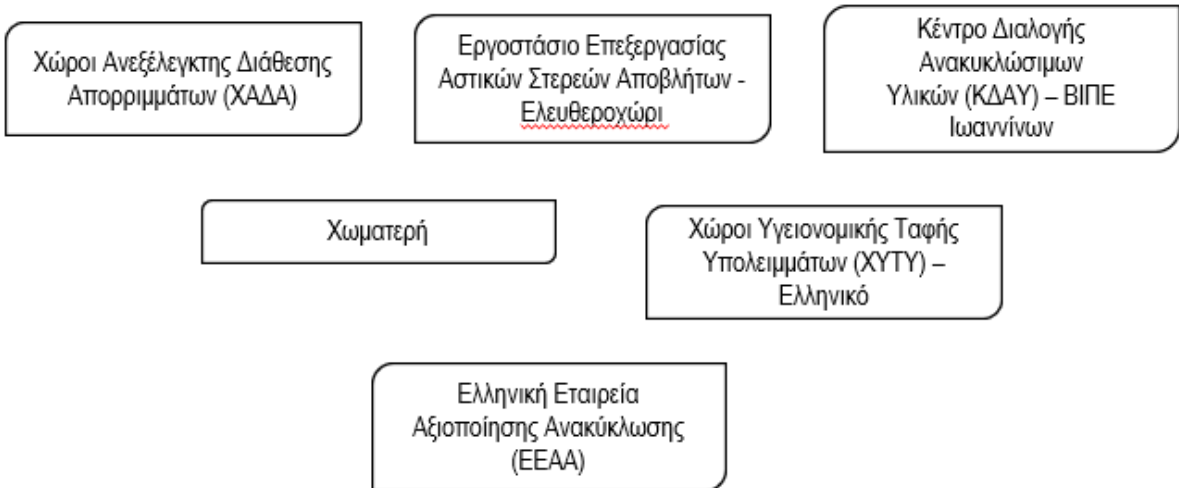 Χώροι Ανεξέλεγκτης Διάθεσης
Απορριμμάτων (ΧΑΔΑ)
Εργοστάσιο Επεξεργασίας
Αστικών Στερεών Αποβλήτων -
Ελευθεροχώρι
Κέντρο Διαλογής
Ανακυκλώσιμων
Υλικών (ΚΔΑΥ) – ΒΙΠΕ
Ιωαννίνων
Χωματερή
Χώροι Υγειονομικής Ταφής
Υπολειμμάτων (ΧΥΤΥ) –
Ελληνικό
Ελληνική Εταιρεία
Αξιοποίησης Ανακύκλωσης
(ΕΕΑΑ)